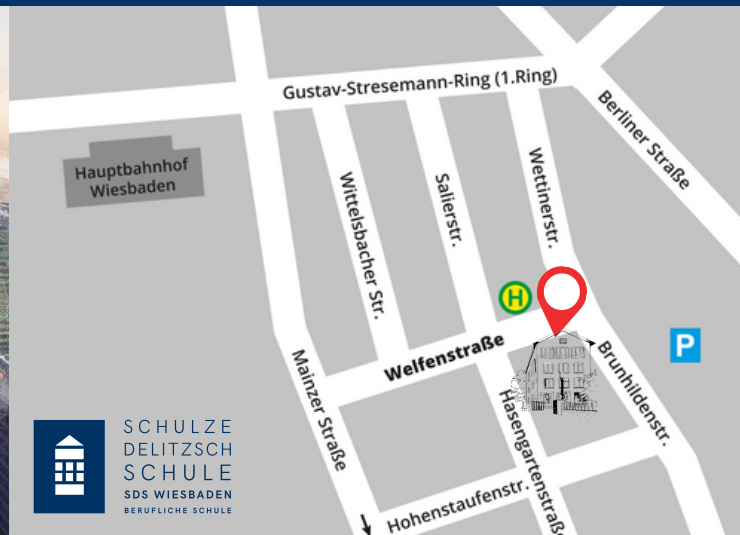 Gustav-Stresemann-Ring (1.Ring)
Berliner Straße
Hauptbahnhof
Wiesbaden
Wittelsbacher Str.
Salierstr.
Wettinerstr.
H
P
Welfenstraße
Mainzer Straße
Brunhildenstr.
Hasengartenstraße
Hohenstaufenstr.
SCHULZE
DELITZSCH
SCHULE
SDS WIESBADEN
BERUFLICHE SCHULE